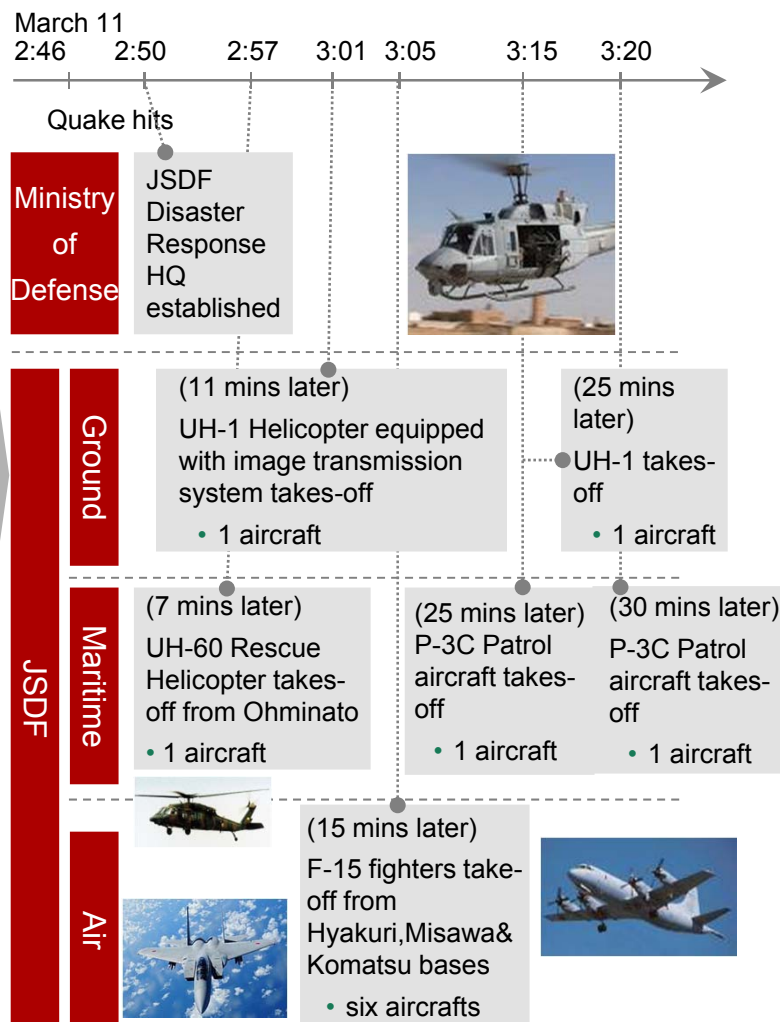 March 11
2:46 2:50 2:57 3:01 3:05 3:15 3:20
Quake hits
Ministry
of
Defense
JSDF
Disaster
Response
HQ
established
JSDF
Ground
(11 mins later)
UH-1 Helicopter equipped
with image transmission
system takes-off
• 1 aircraft
(25 mins
later)
UH-1 takes-
off
• 1 aircraft
Maritime
(7 mins later)
UH-60 Rescue
Helicopter takes-
off from Ohminato
• 1 aircraft
(25 mins later)
P-3C Patrol
aircraft takes-
off
• 1 aircraft
(30 mins later)
P-3C Patrol
aircraft takes-
off
• 1 aircraft
Air
(15 mins later)
F-15 fighters take-
off from
Hyakuri,Misawa&
Komatsu bases
• six aircrafts